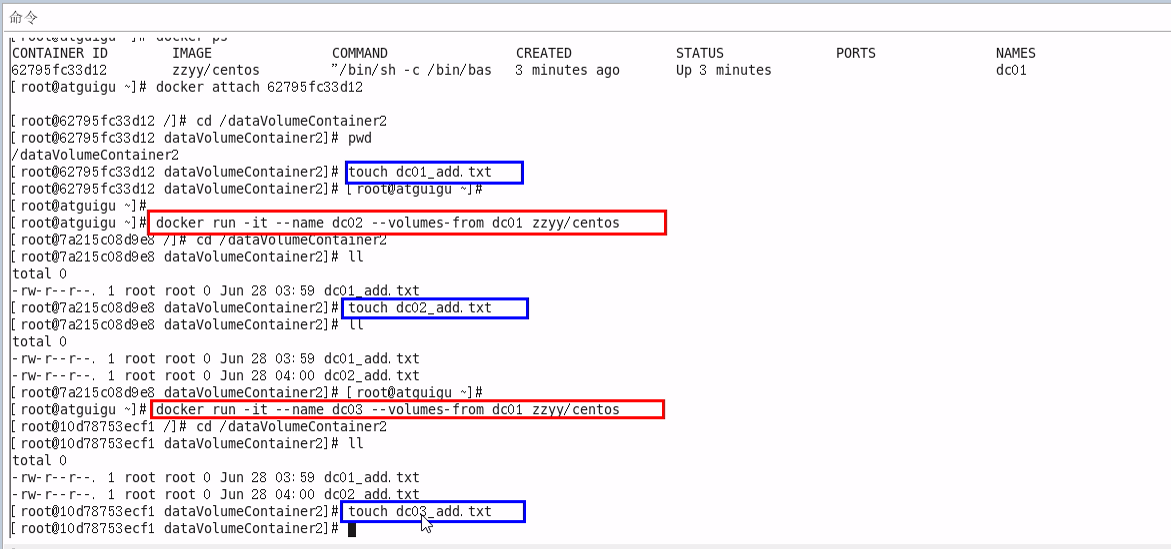 命令
[root@atguigu ~]# docker ps
CONTAINER ID IMAGE COMMAND CREATED STATUS PORTS NAMES
62795fc33d12 zzyy/centos "/bin/sh -c /bin/bas 3 minutes ago Up 3 minutes dc01
[root@atguigu ~]# docker attach 62795fc33d12
[root@62795fc33d12 /]# cd /dataVolumeContainer2
[root@62795fc33d12 dataVolumeContainer2]# pwd
/dataVolumeContainer2
[root@62795fc33d12 dataVolumeContainer2]# touch dc01_add.txt
[root@62795fc33d12 dataVolumeContainer2]# [root@atguigu ~]#
[root@atguigu ~]#
[root@atguigu ~]# docker run -it --name dc02 --volumes-from dc01 zzyy/centos
[root@7a215c08d9e8 /]# cd /dataVolumeContainer2
[root@7a215c08d9e8 dataVolumeContainer2]# ll
total 0
-rw-r--r--. 1 root root 0 Jun 28 03:59 dc01_add.txt
[root@7a215c08d9e8 dataVolumeContainer2]# touch dc02_add.txt
[root@7a215c08d9e8 dataVolumeContainer2]# ll
total 0
-rw-r--r--. 1 root root 0 Jun 28 03:59 dc01_add.txt
-rw-r--r--. 1 root root 0 Jun 28 04:00 dc02_add.txt
[root@7a215c08d9e8 dataVolumeContainer2]# [root@atguigu ~]#
[root@atguigu ~]# docker run -it --name dc03 --volumes-from dc01 zzyy/centos
[root@10d78753ecf1 /]# cd /dataVolumeContainer2
[root@10d78753ecf1 dataVolumeContainer2]# ll
total 0
-rw-r--r--. 1 root root 0 Jun 28 03:59 dc01_add.txt
-rw-r--r--. 1 root root 0 Jun 28 04:00 dc02_add.txt
[root@10d78753ecf1 dataVolumeContainer2]# touch dc03_add.txt
[root@10d78753ecf1 dataVolumeContainer2]#